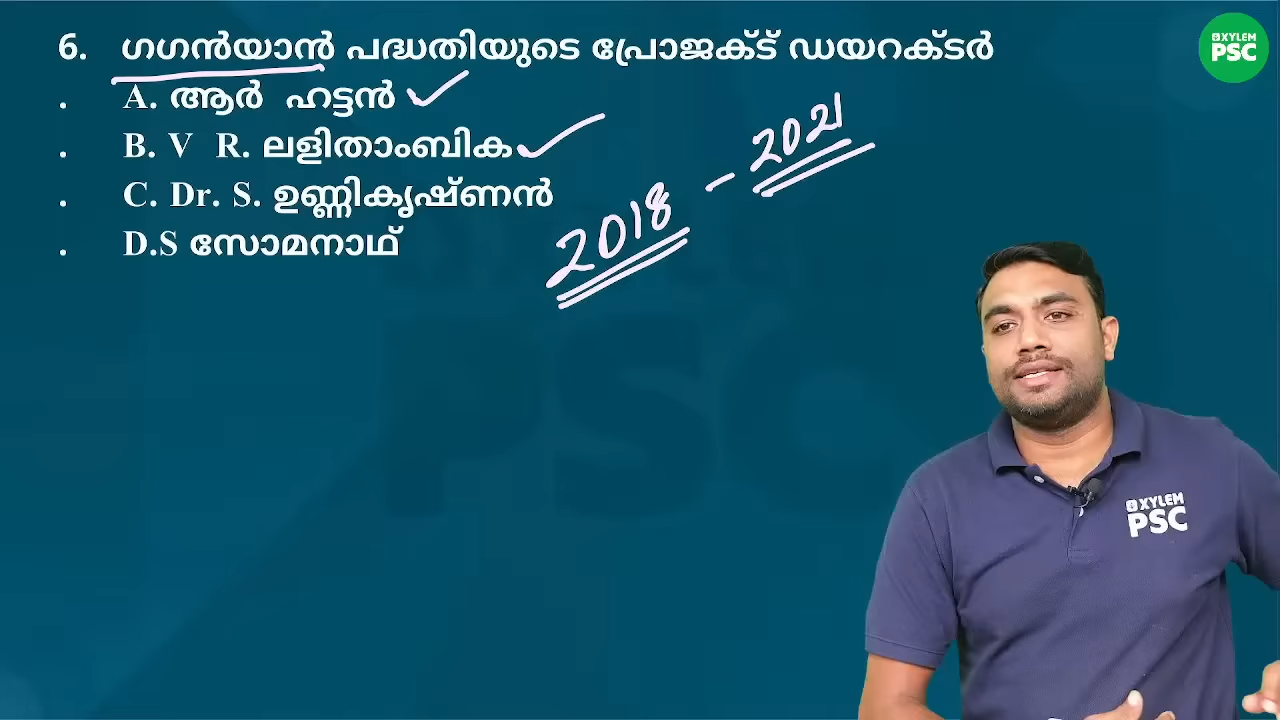 6. ഗഗൻയാൻ പദ്ധതിയുടെ പ്രോജക്ട് ഡയറക്ടർ
. A. ആർ ഹട്ടൻ
. B. V R. ലളിതാംബിക
. C. Dr. S. ഉണ്ണികൃഷ്ണൻ
. D.S സോമനാഥ്
2018 - 2021
XYLEM
PSC
XYLEM
PSC
PSC